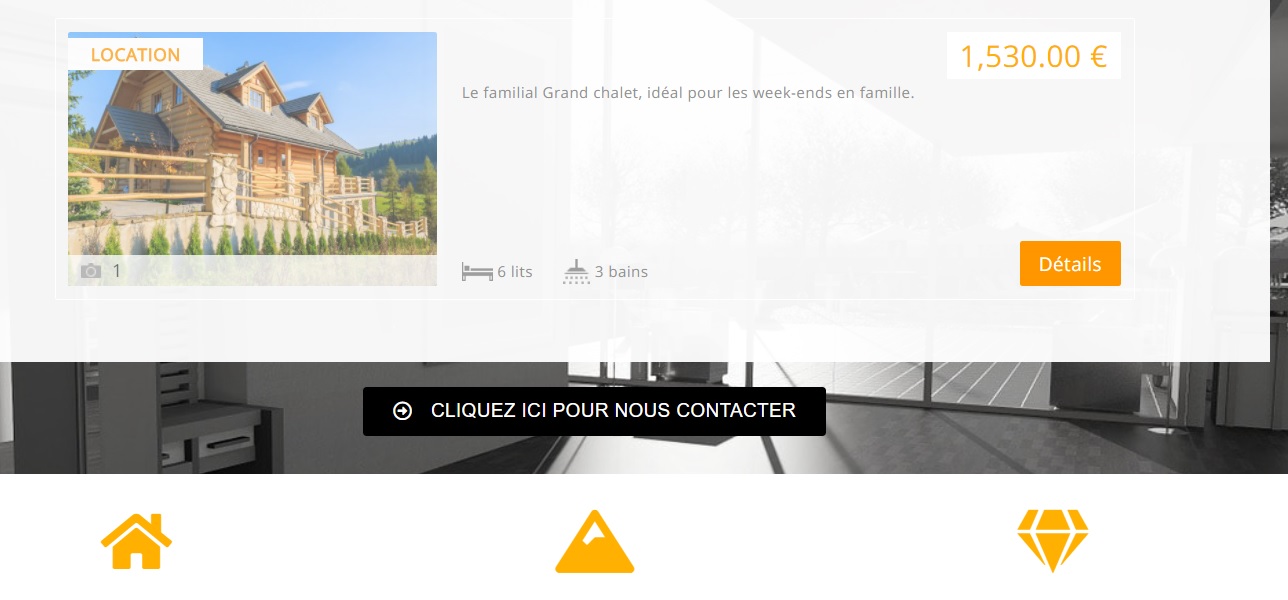 LOCATION
1,530.00 €
Le familial Grand chalet, idéal pour les week-ends en famille.
1
6 lits
3 bains
Détails
CLIQUEZ ICI POUR NOUS CONTACTER